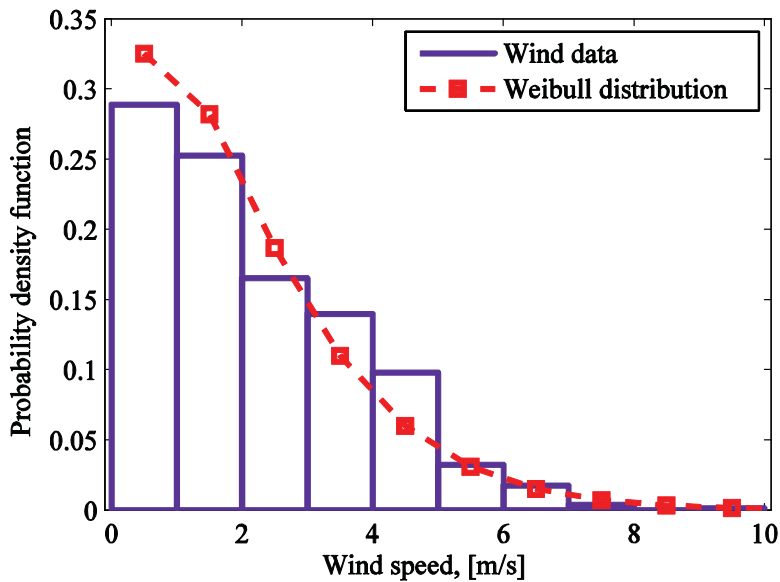 0.35
0.3
0.25
0.2
0.15
0.1
0.05
0
Probability density function
Wind data
Weibull distribution
0 2 4 6 8 10
Wind speed, [m/s]